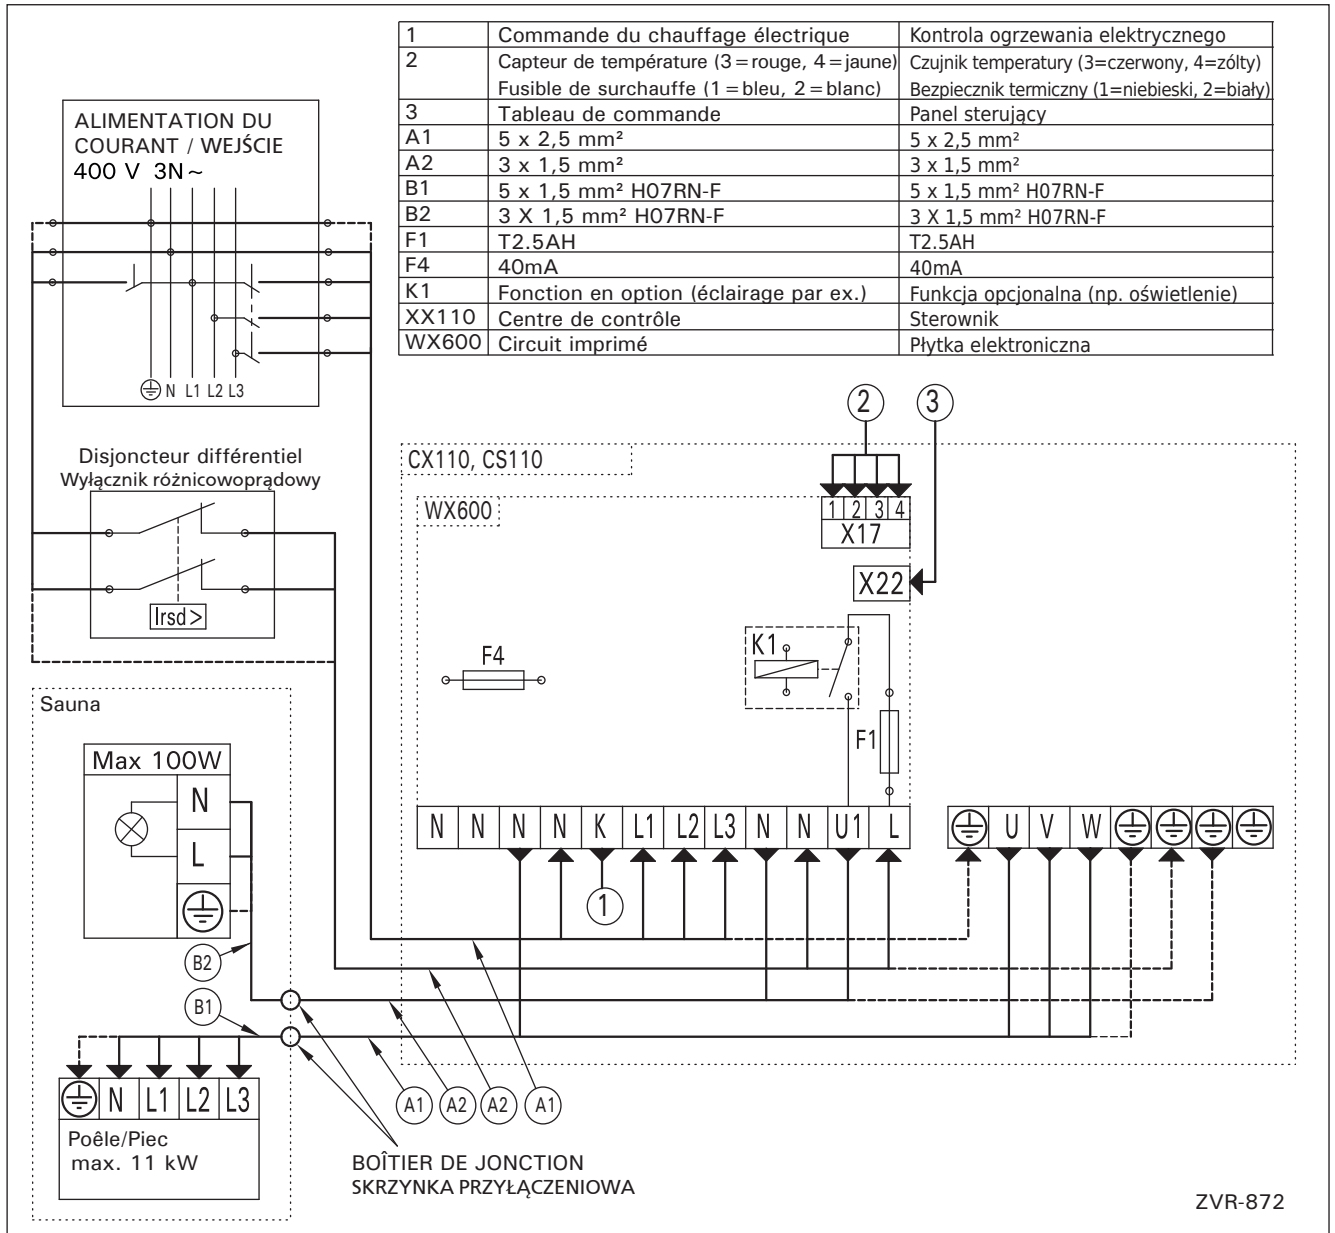 1 Commande du chauffage électrique Kontrola ogrzewania elektrycznego
2 Capteur de température (3=rouge, 4=jaune) Czujnik temperatury (3=czerwony, 4=zólty)
Fusible de surchauffe (1=bleu, 2=blanc) Bezpiecznik termiczny (1=niebieski, 2=biały)
3 Tableau de commande Panel sterujący
A1 5 x 2,5 mm² 5 x 2,5 mm²
A2 3 x 1,5 mm² 3 x 1,5 mm²
B1 5 x 1,5 mm² H07RN-F 5 x 1,5 mm² H07RN-F
B2 3 X 1,5 mm² H07RN-F 3 X 1,5 mm² H07RN-F
F1 T2.5AH T2.5AH
F4 40mA 40mA
K1 Fonction en option (éclairage par ex.) Funkcja opcjonalna (np. oświetlenie)
XX110 Centre de contrôle Sterownik
WX600 Circuit imprimé Płytka elektroniczna
ALIMENTATION DU
COURANT / WEJŚCIE
400 V 3N~
N L1 L2 L3
Disjoncteur différentiel
Wyłącznik różnicowoprądowy
Irsd>
2 3
CX110, CS110
WX600
1 2 3 4
X17
X22
K1
F4
F1
N N N N K L1 L2 L3 N N U1 L
U V W
1
Sauna
Max 100W
N
L
B2
B1
N L1 L2 L3
Poêle/Piec
max. 11 kW
A1 A2 A2 A1
BOÎTIER DE JONCTION
SKRZYNKA PRZYŁĄCZENIOWA
ZVR-872